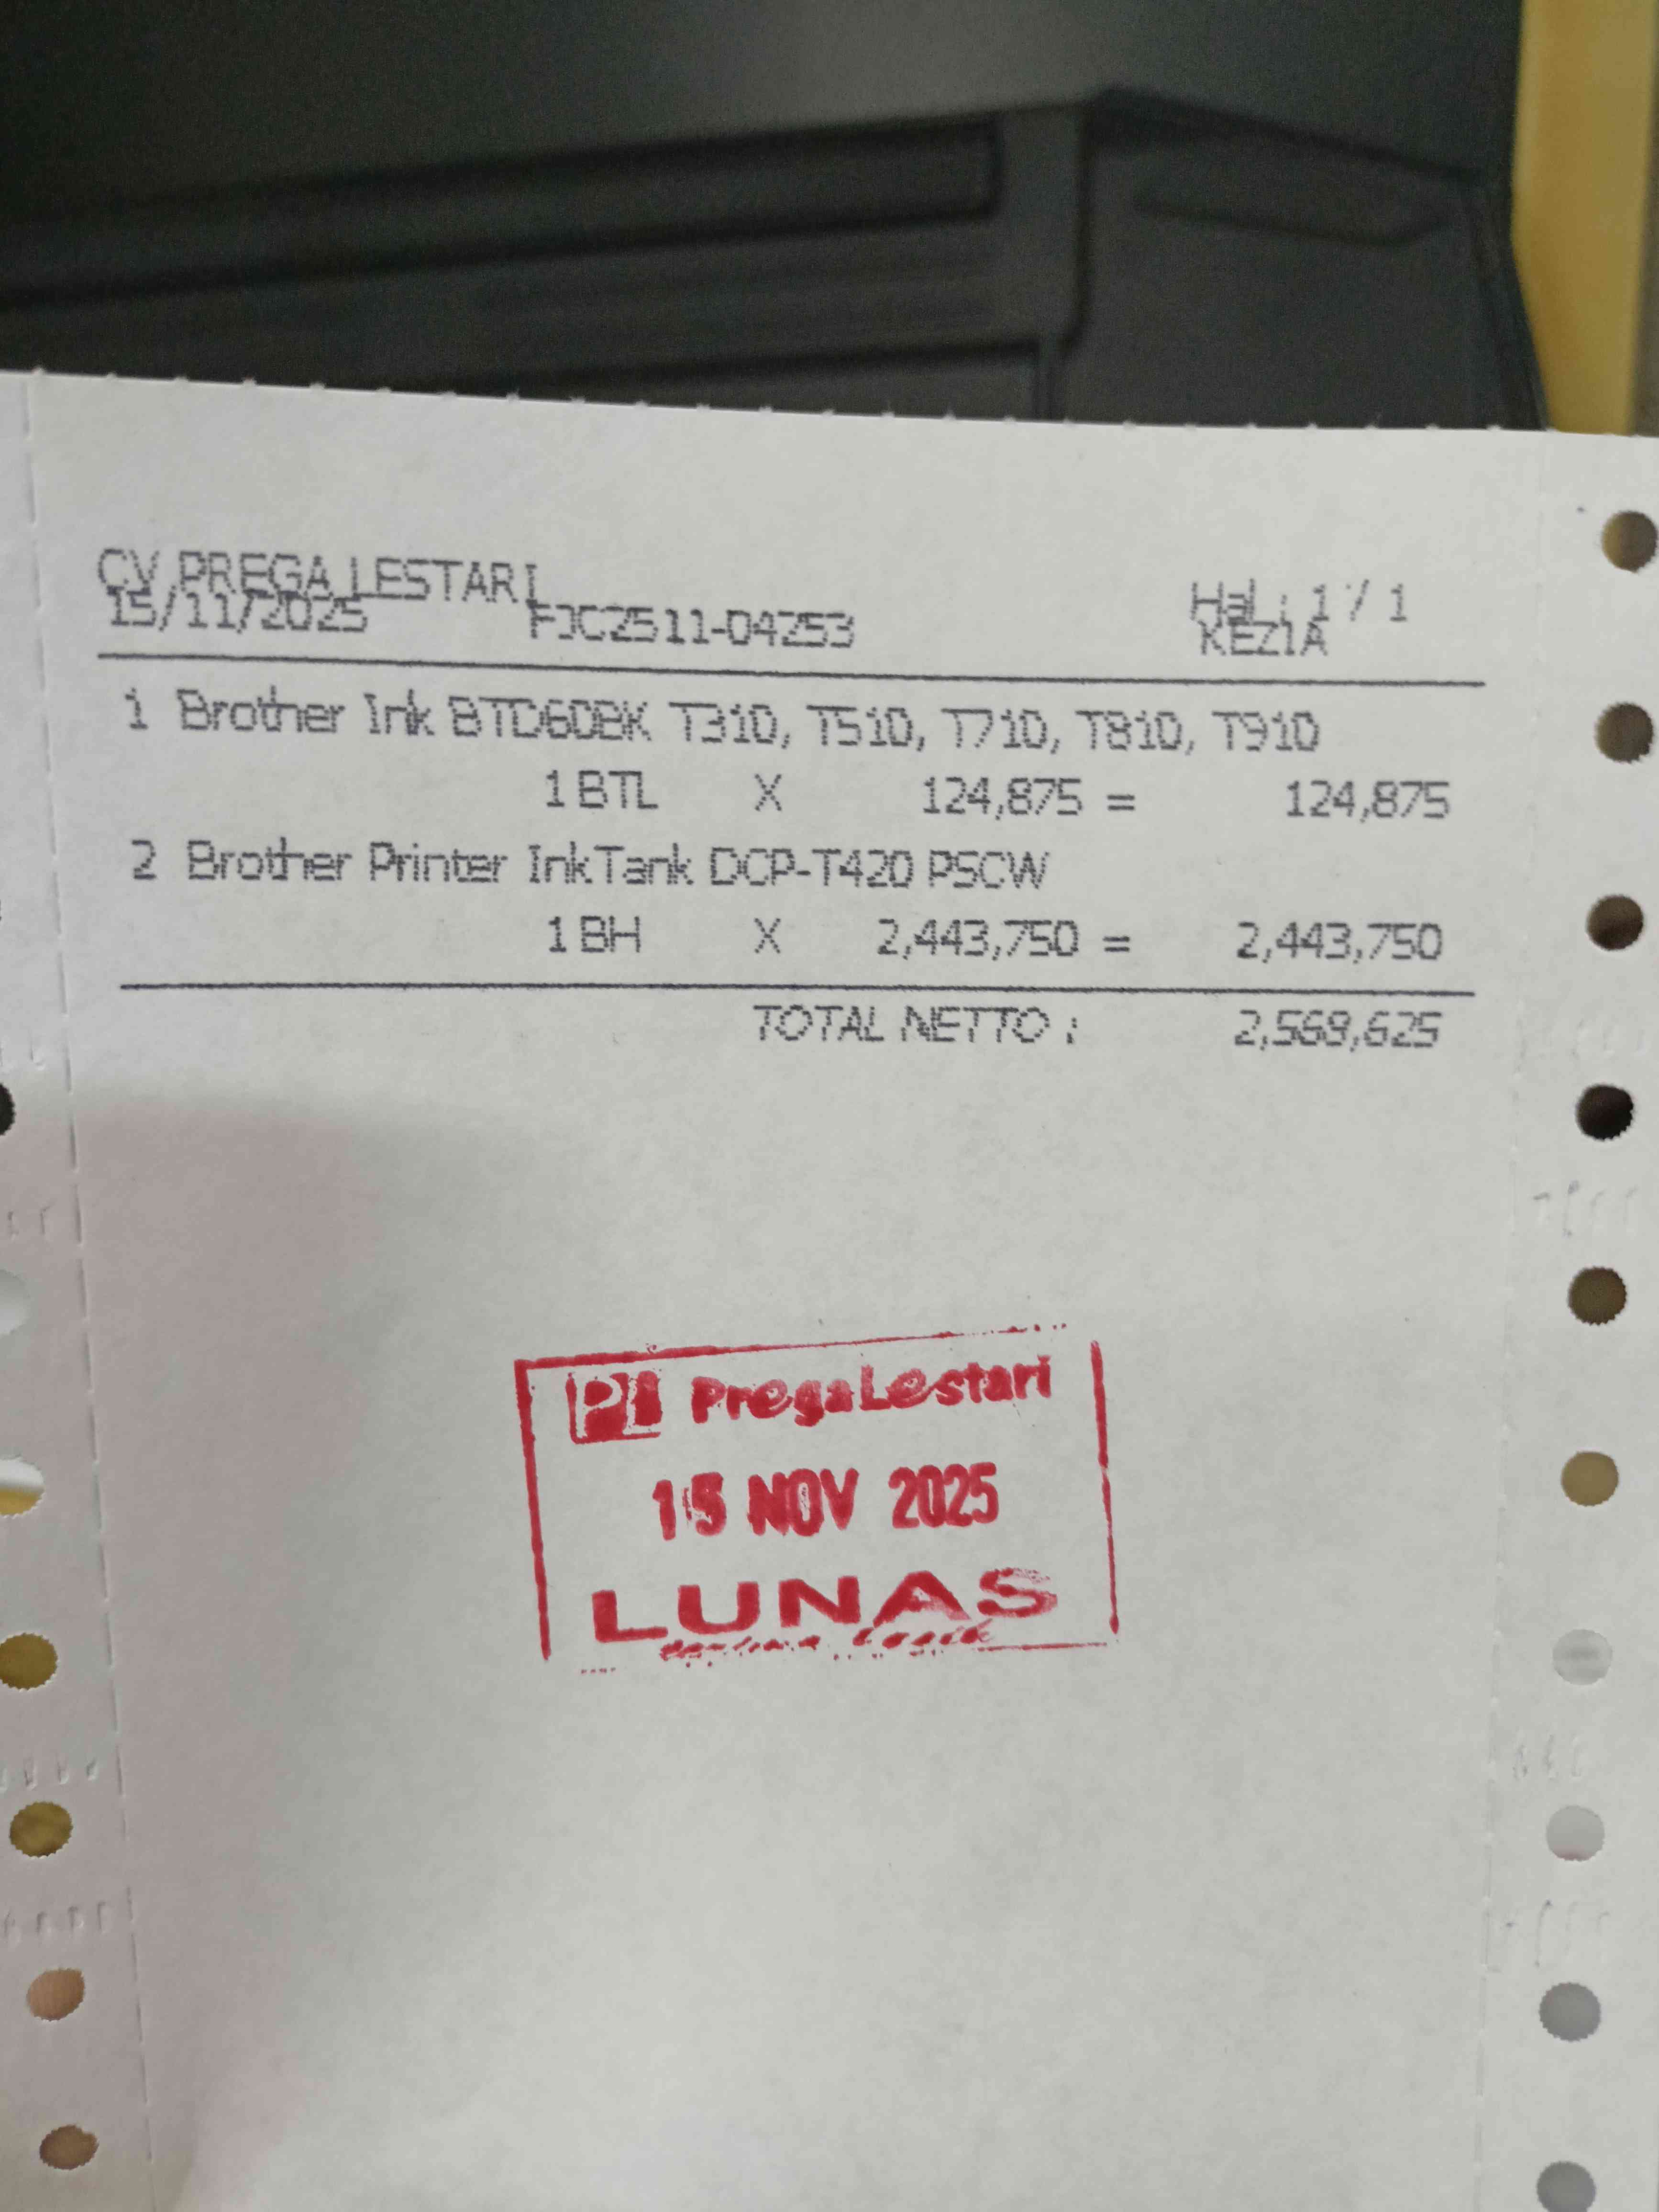 CV PREGA LESTARI Hal : 1 / 1
15/11/2025 FJC2511-04253 KEZIA
1 Brother Ink BTD60BK T310, T510, T710, T810, T910
1 BTL X 124,875 = 124,875
2 Brother Printer InkTank DCP-T420 PSCW
1 BH X 2,443,750 = 2,443,750
TOTAL NETTO : 2,568,625
PL PregaLestari
15 NOV 2025
LUNAS